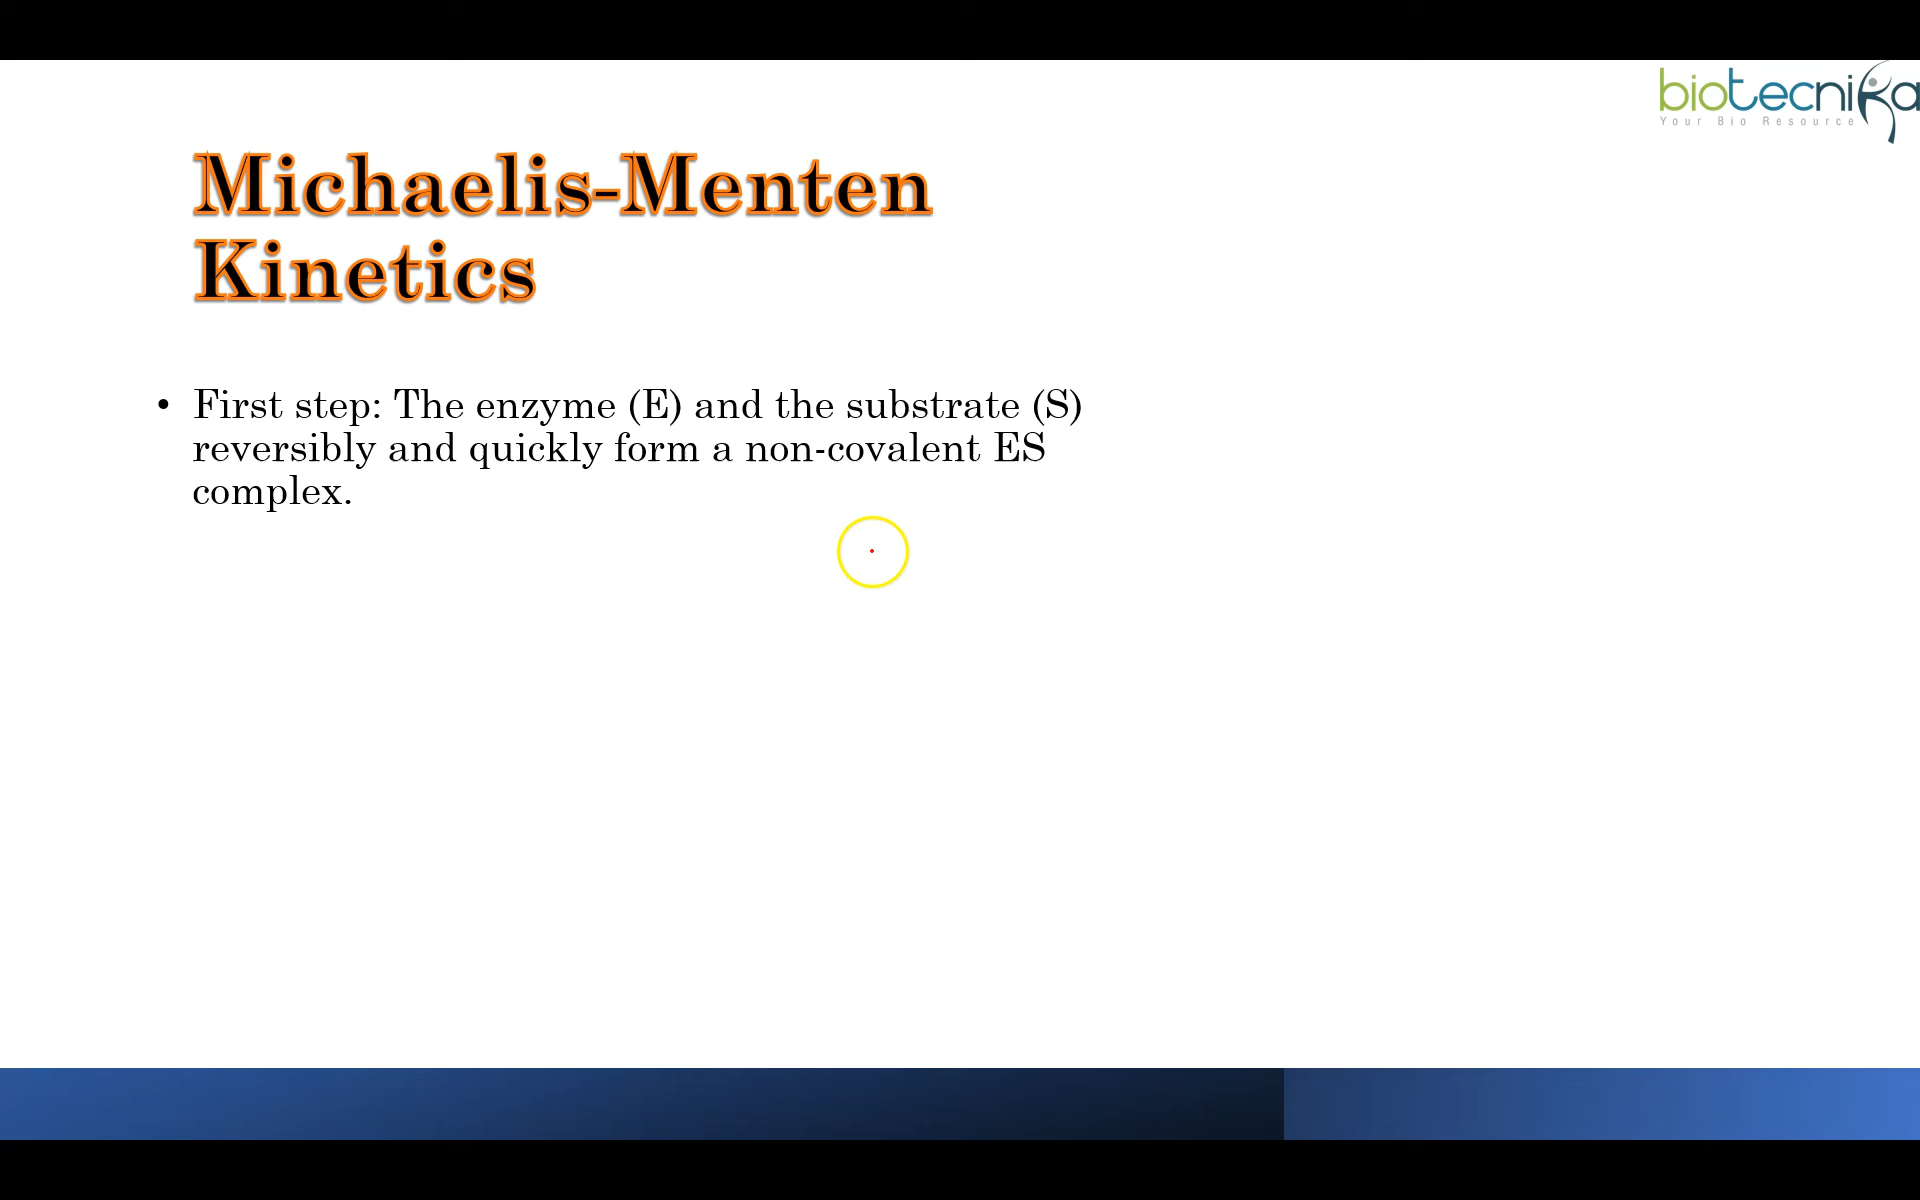 biotecnika
Your Bio Resource
Michaelis-Menten
Kinetics
• First step: The enzyme (E) and the substrate (S)
reversibly and quickly form a non-covalent ES
complex.